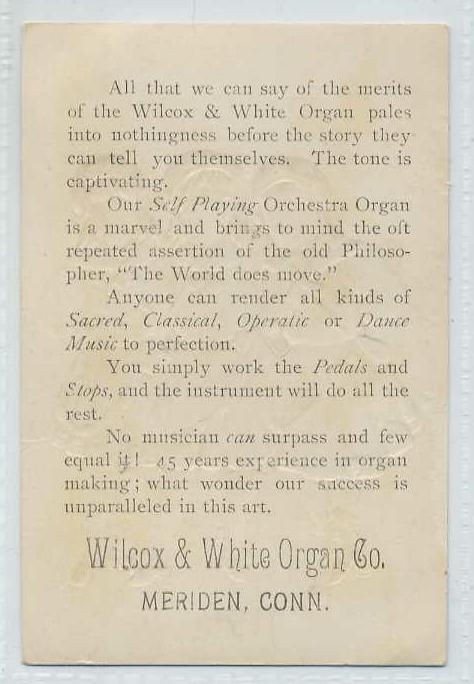 All that we can say of the merits
of the Wilcox & White Organ pales
into nothingness before the story they
can tell you themselves. The tone is
captivating.
Our Self Playing Orchestra Organ
is a marvel and brings to mind the oft
repeated assertion of the old Philoso-
pher, “The World does move.”
Anyone can render all kinds of
Sacred, Classical, Operatic or Dance
Music to perfection.
You simply work the Pedals and
Stops, and the instrument will do all the
rest.
No musician can surpass and few
equal it! 45 years experience in organ
making; what wonder our success is
unparalleled in this art.
Wilcox & White Organ Co.
MERIDEN, CONN.